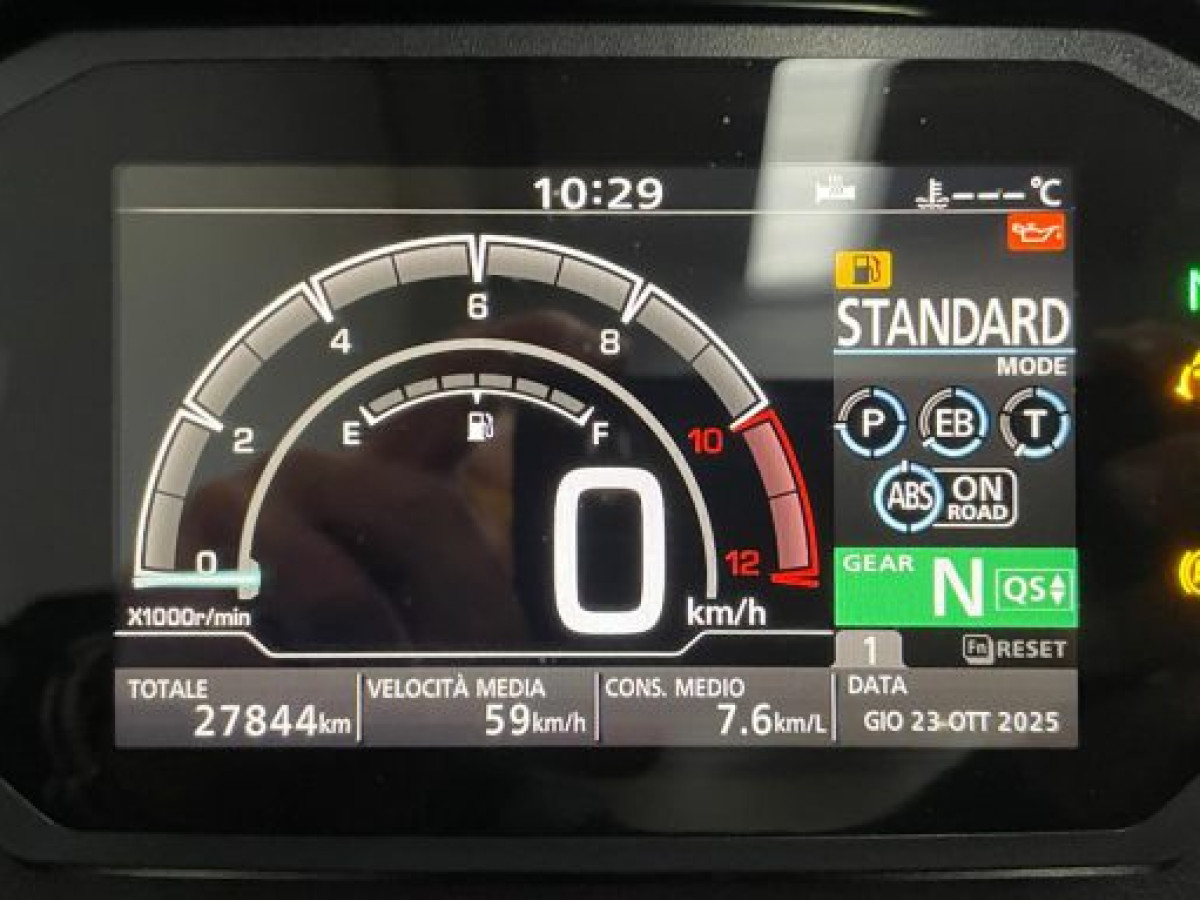 10:29
---°C
STANDARD
MODE
P EB T
ABS ON ROAD
GEAR N QS
1 Fn RESET
0 2 4 6 8 10 12
X1000r/min
E F
0 km/h
TOTALE
27844km
VELOCITÀ MEDIA
59km/h
CONS. MEDIO
7.6km/L
DATA
GIO 23-OTT 2025